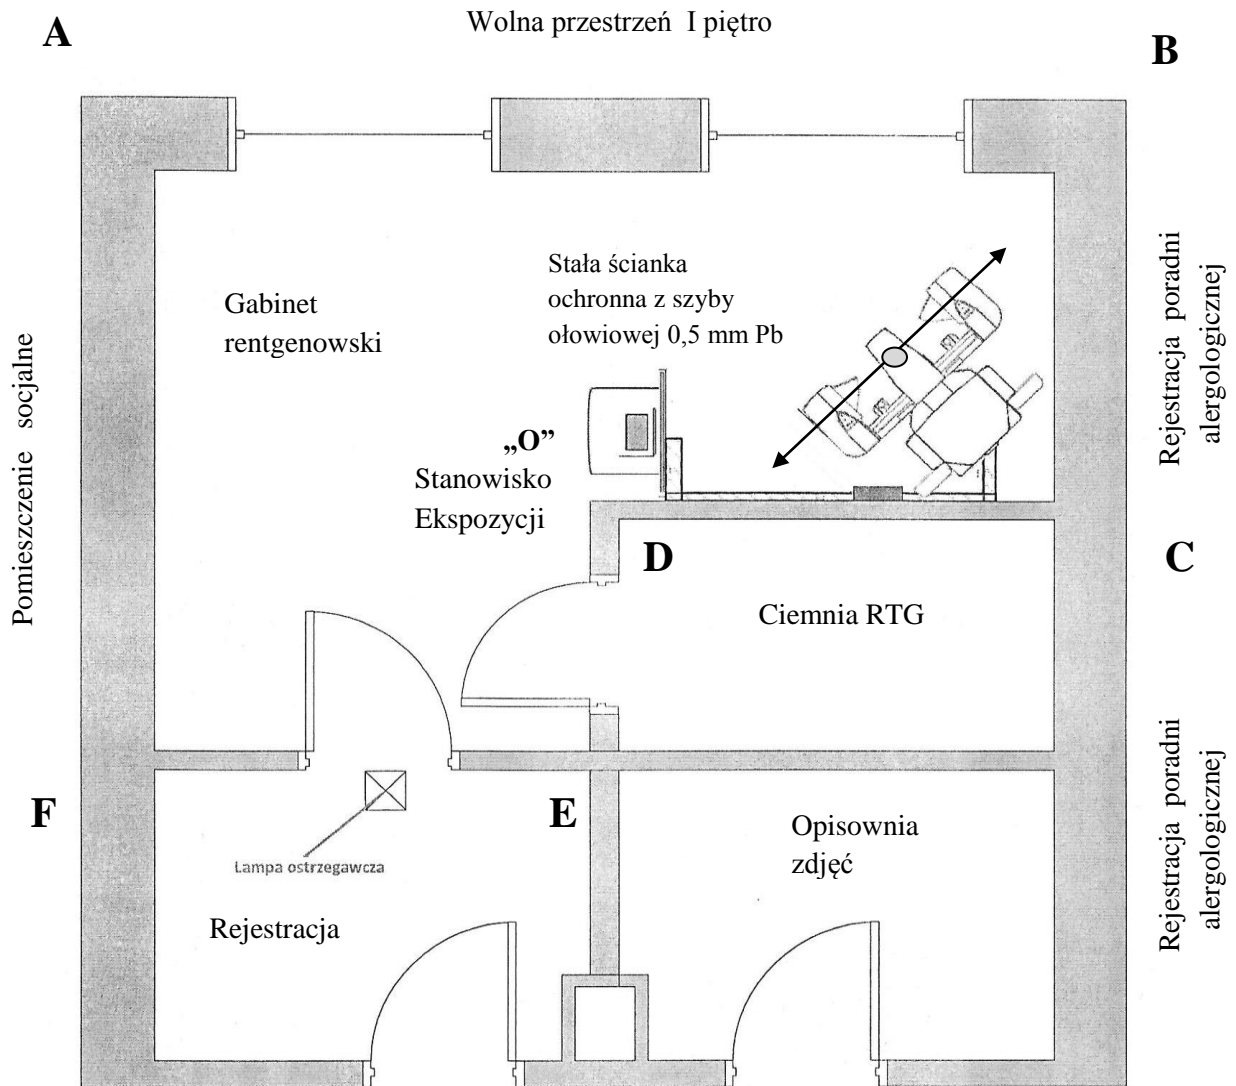 Wolna przestrzeń I piętro
A
B
Stała ścianka
ochronna z szyby
ołowiowej 0,5 mm Pb
Gabinet
rentgenowski
Pomieszczenie socjalne
Rejestracja poradni
alergologicznej
„O”
Stanowisko
Ekspozycji
D
C
Ciemnia RTG
F
E
Lampa ostrzegawcza
Opisownia
zdjęć
Rejestracja
Rejestracja poradni
alergologicznej